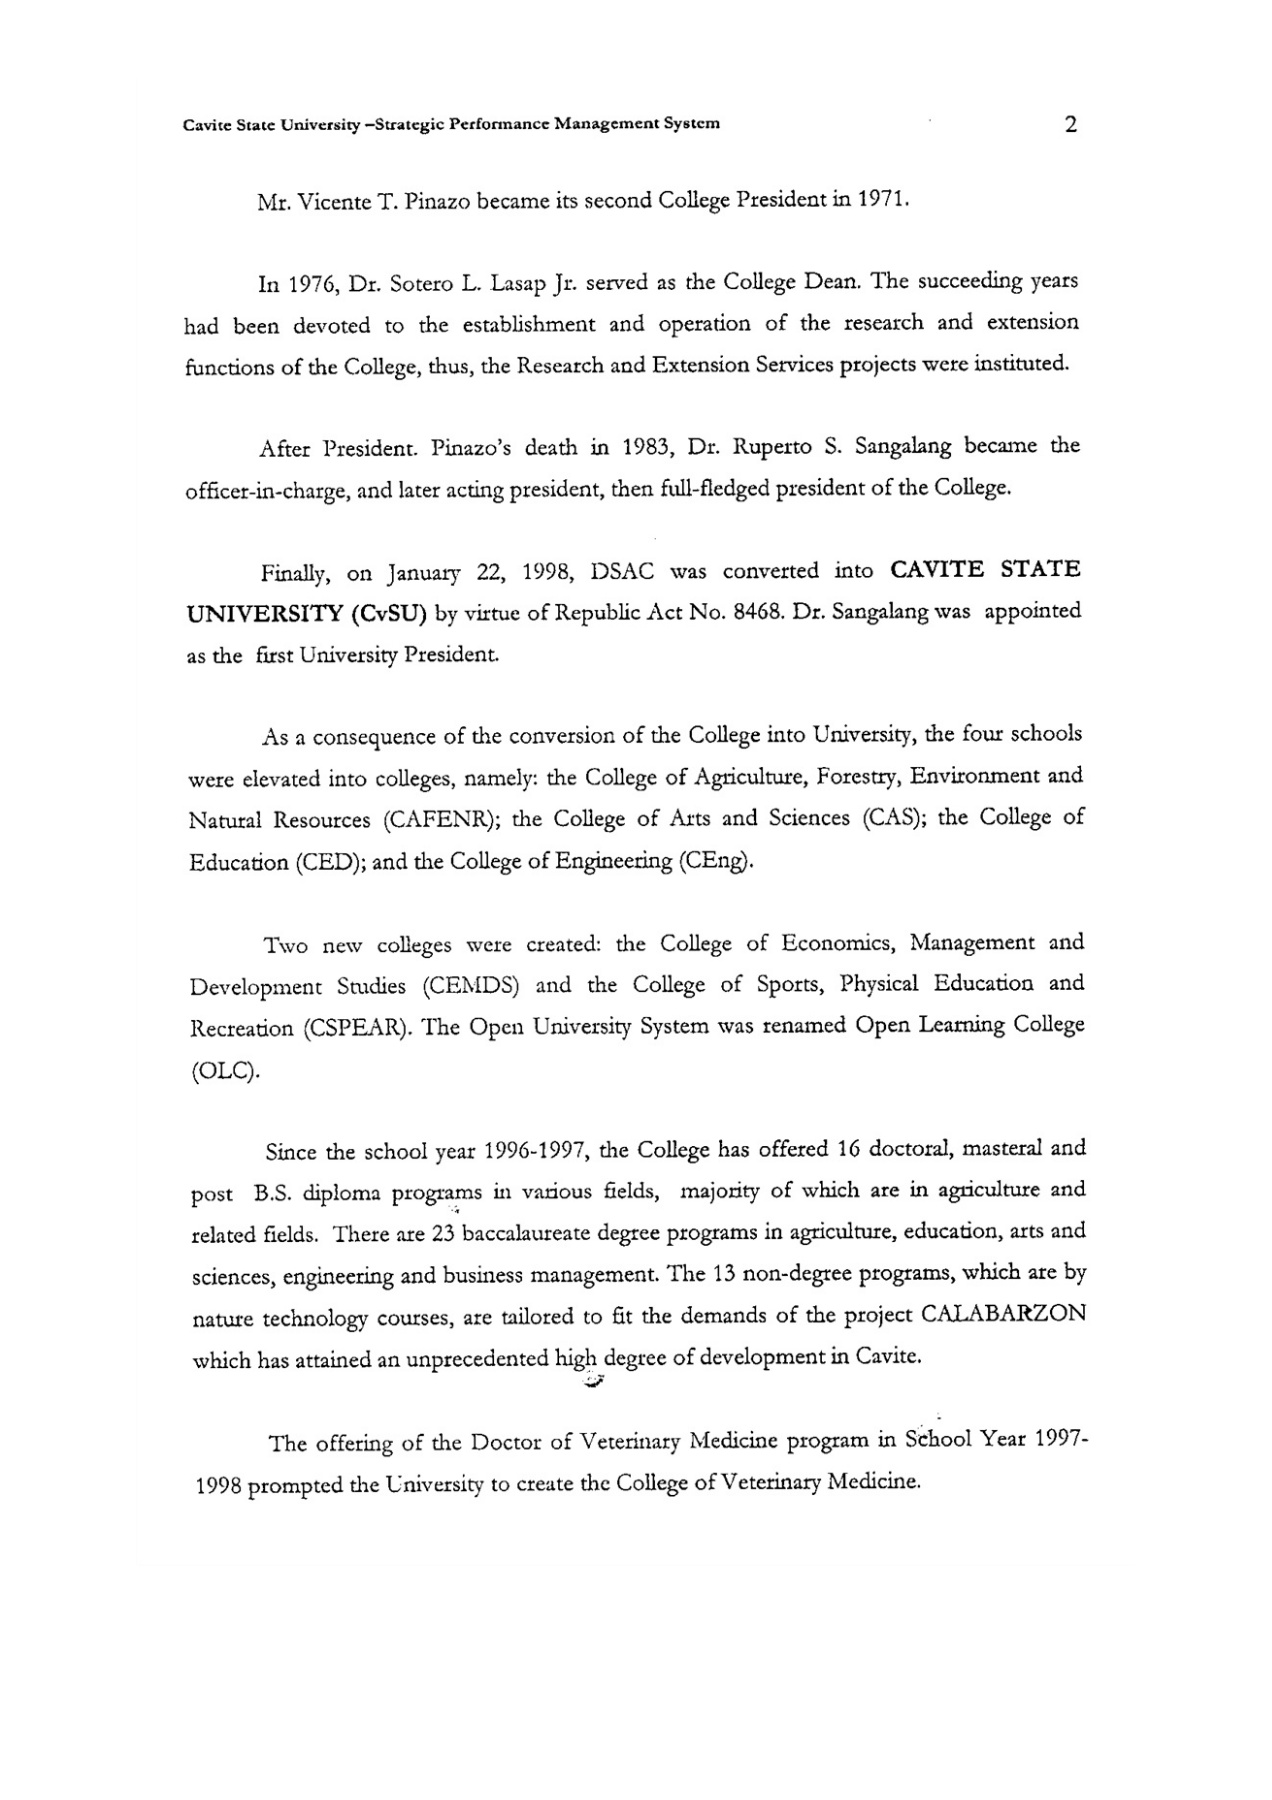 Cavite State University –Strategic Performance Management System 2
Mr. Vicente T. Pinazo became its second College President in 1971.
In 1976, Dr. Sotero L. Lasap Jr. served as the College Dean. The succeeding years
had been devoted to the establishment and operation of the research and extension
functions of the College, thus, the Research and Extension Services projects were instituted.
After President. Pinazo's death in 1983, Dr. Ruperto S. Sangalang became the
officer-in-charge, and later acting president, then full-fledged president of the College.
Finally, on January 22, 1998, DSAC was converted into CAVITE STATE
UNIVERSITY (CvSU) by virtue of Republic Act No. 8468. Dr. Sangalang was appointed
as the first University President.
As a consequence of the conversion of the College into University, the four schools
were elevated into colleges, namely: the College of Agriculture, Forestry, Environment and
Natural Resources (CAFENR); the College of Arts and Sciences (CAS); the College of
Education (CED); and the College of Engineering (CEng).
Two new colleges were created: the College of Economics, Management and
Development Studies (CEMDS) and the College of Sports, Physical Education and
Recreation (CSPEAR). The Open University System was renamed Open Learning College
(OLC).
Since the school year 1996-1997, the College has offered 16 doctoral, masteral and
post B.S. diploma programs in various fields, majority of which are in agriculture and
related fields. There are 23 baccalaureate degree programs in agriculture, education, arts and
sciences, engineering and business management. The 13 non-degree programs, which are by
nature technology courses, are tailored to fit the demands of the project CALABARZON
which has attained an unprecedented high degree of development in Cavite.
The offering of the Doctor of Veterinary Medicine program in School Year 1997-
1998 prompted the University to create the College of Veterinary Medicine.